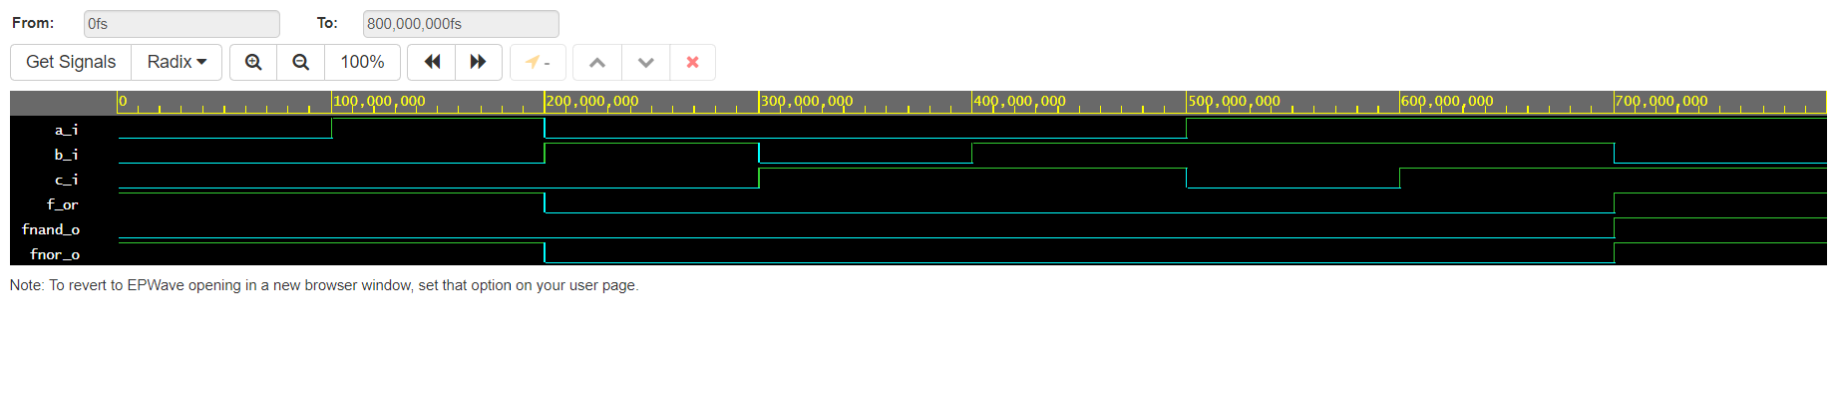 From: 0fs To: 800,000,000fs
Get Signals Radix 100% -
0 100,000,000 200,000,000 300,000,000 400,000,000 500,000,000 600,000,000 700,000,000
a_i
b_i
c_i
f_or
fnand_o
fnor_o
Note: To revert to EPWave opening in a new browser window, set that option on your user page.